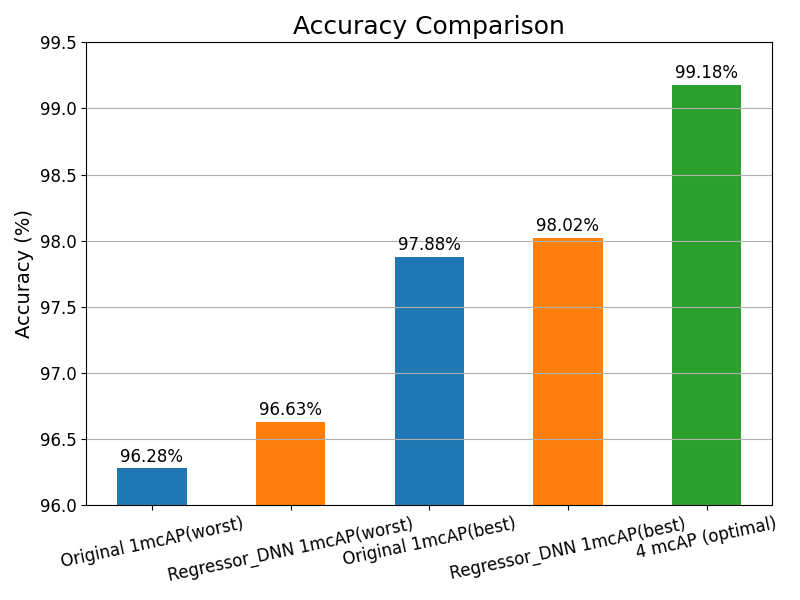 Accuracy Comparison
Accuracy (%)
99.5
99.0
98.5
98.0
97.5
97.0
96.5
96.0
96.28%
96.63%
97.88%
98.02%
99.18%
Original 1mcAP(worst)
Regressor_DNN 1mcAP(worst)
Original 1mcAP(best)
Regressor_DNN 1mcAP(best)
4 mcAP (optimal)